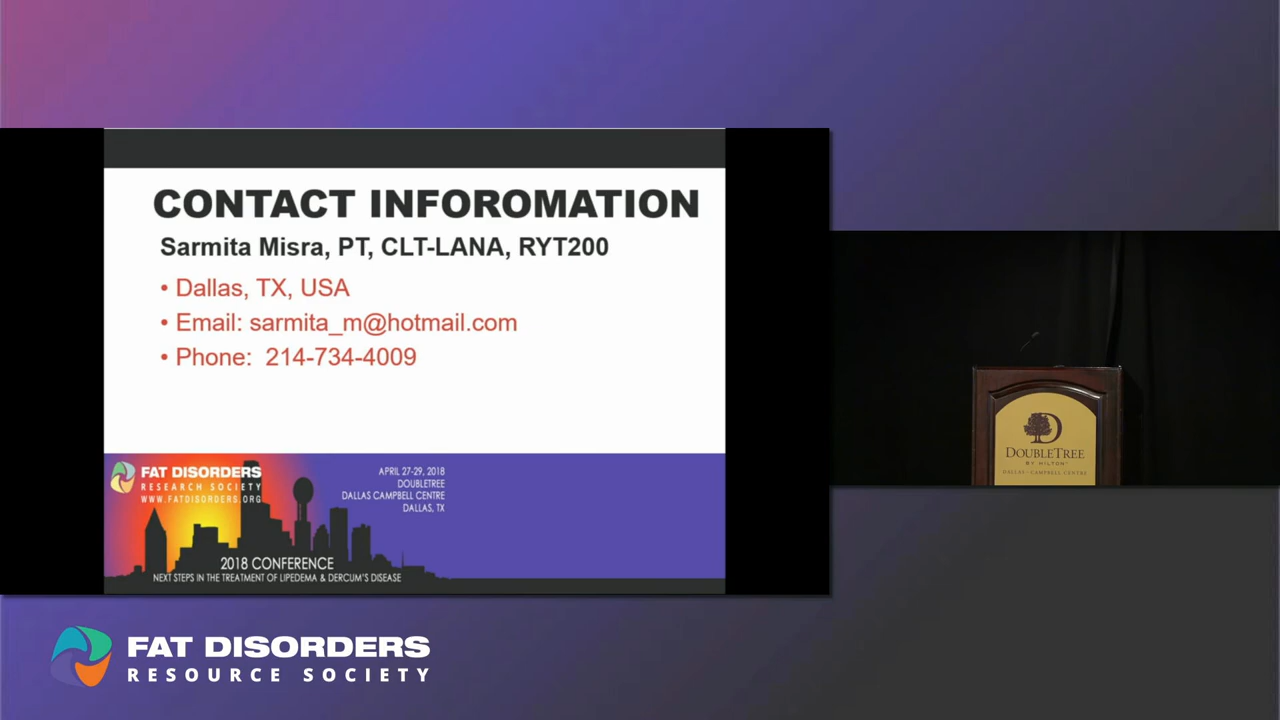 CONTACT INFOROMATION
Sarmita Misra, PT, CLT-LANA, RYT200
• Dallas, TX, USA
• Email: sarmita_m@hotmail.com
• Phone: 214-734-4009
FAT DISORDERS
RESEARCH SOCIETY
WWW.FATDISORDERS.ORG
APRIL 27-29, 2018
DOUBLETREE
DALLAS CAMPBELL CENTRE
DALLAS, TX
2018 CONFERENCE
NEXT STEPS IN THE TREATMENT OF LIPEDEMA & DERCUM'S DISEASE
D
DOUBLETREE
BY HILTON™
DALLAS - CAMPBELL CENTRE
FAT DISORDERS
RESOURCE SOCIETY